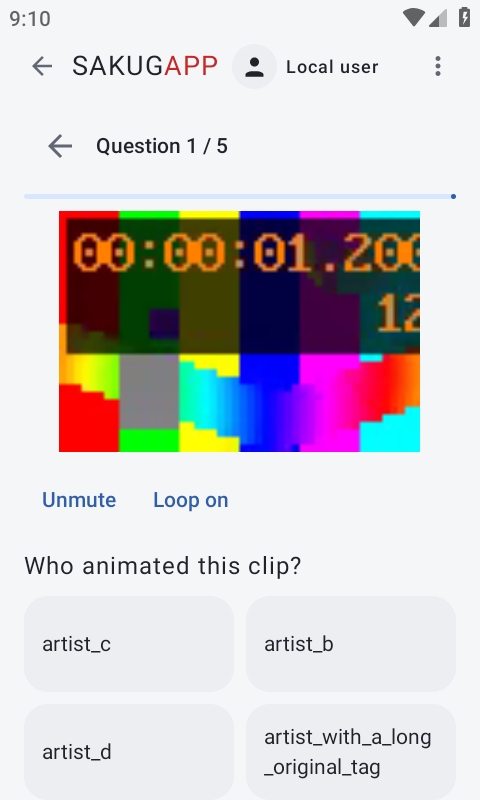 9:10
SAKUGAPP Local user
Question 1 / 5
00:00:01.200
12
Unmute Loop on
Who animated this clip?
artist_c artist_b
artist_d artist_with_a_long
_original_tag